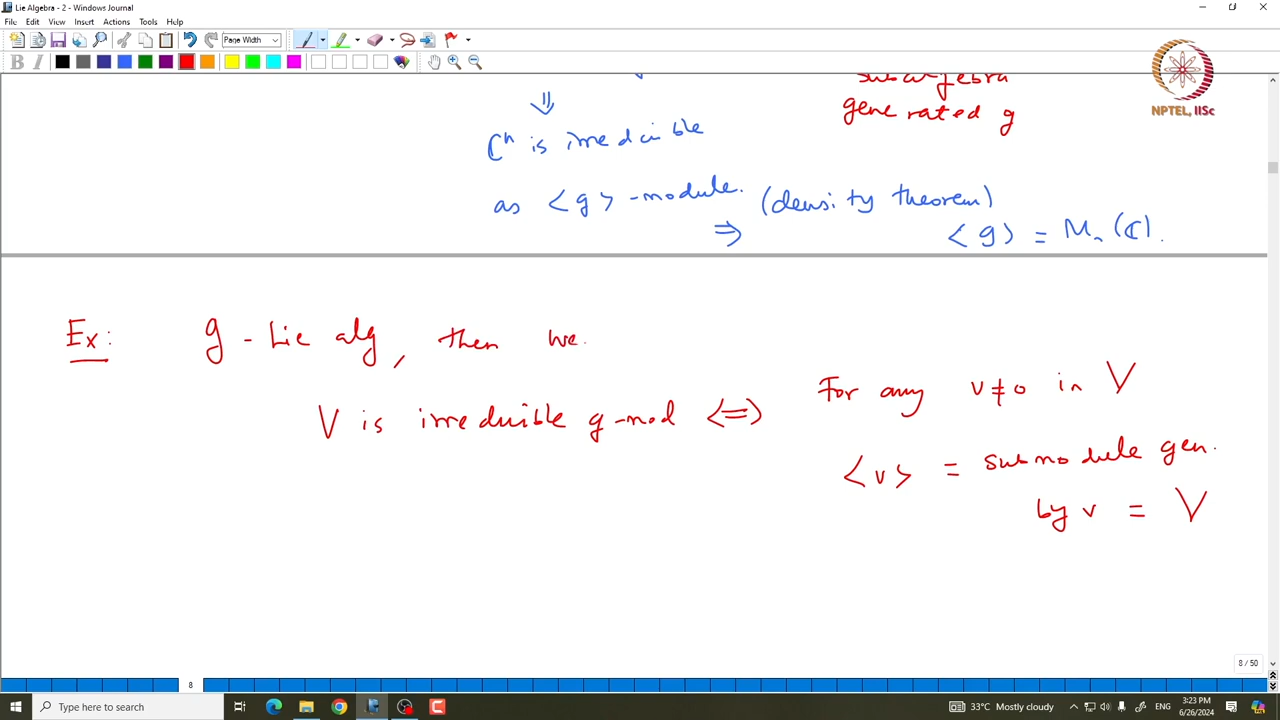 Lie Algebra - 2 - Windows Journal
File Edit View Insert Actions Tools Help
Page Width
NPTEL, IISc
subalgebra
generated g
⇓
ℂⁿ is irreducible
as <g> -module. (density theorem)
⇒ <g> = Mₙ(ℂ).
Ex: g - Lie alg, then we.
V is irreduible g-mod <=> For any v≠0 in V
<v> = submodule gen.
by v = V
8 / 50
8
Type here to search
33°C Mostly cloudy
3:23 PM
6/26/2024